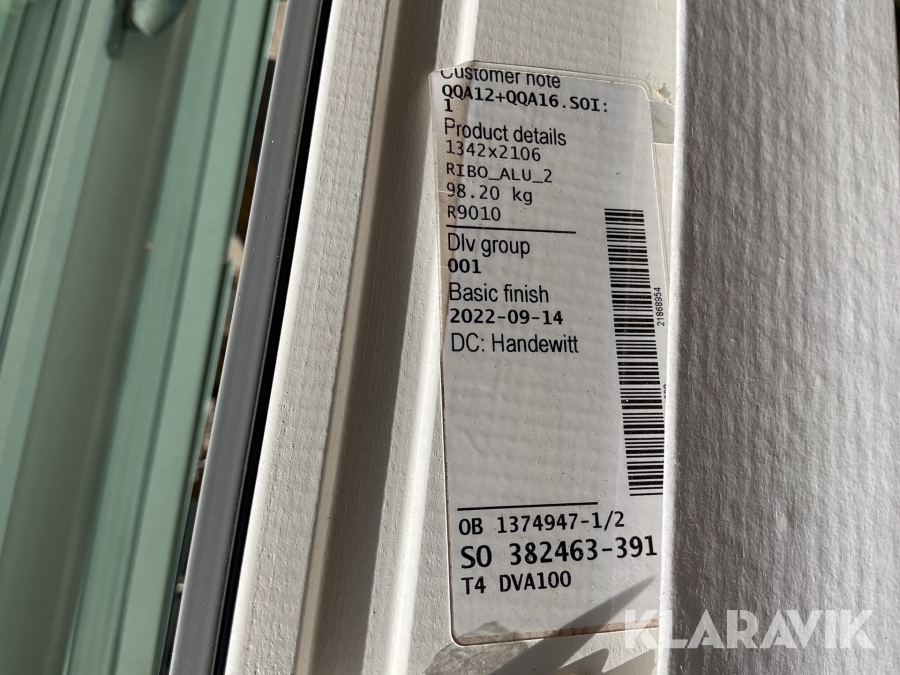 Customer note
QQA12+QQA16.SOI:
1
Product details
1342x2106
RIBO_ALU_2
98.20 kg
R9010
Dlv group
001
Basic finish
2022-09-14
DC: Handewitt
21868954
OB 1374947-1/2
SO 382463-391
T4 DVA100
KLARAVIK